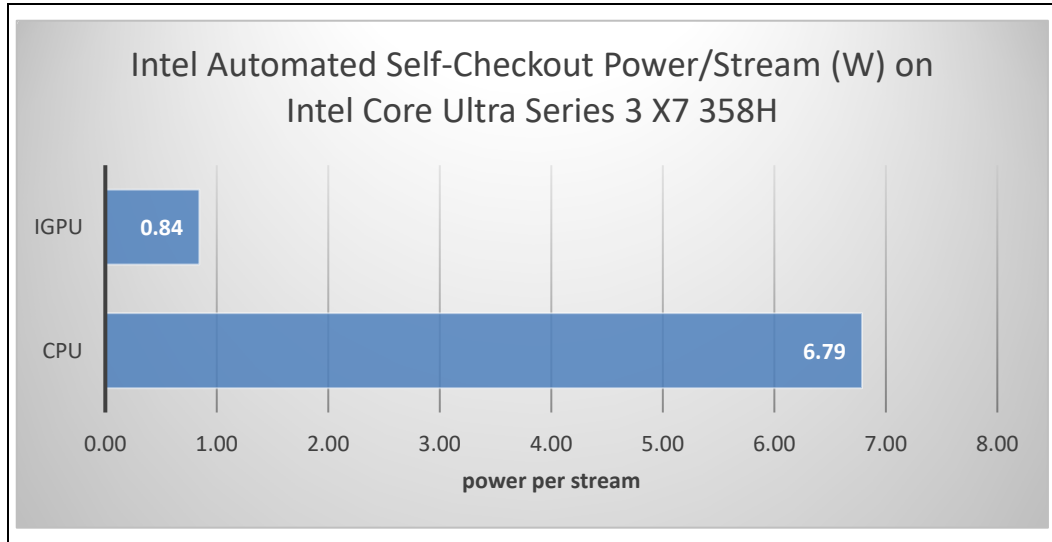 Intel Automated Self-Checkout Power/Stream (W) on
Intel Core Ultra Series 3 X7 358H
IGPU
0.84
CPU
6.79
0.00 1.00 2.00 3.00 4.00 5.00 6.00 7.00 8.00
power per stream